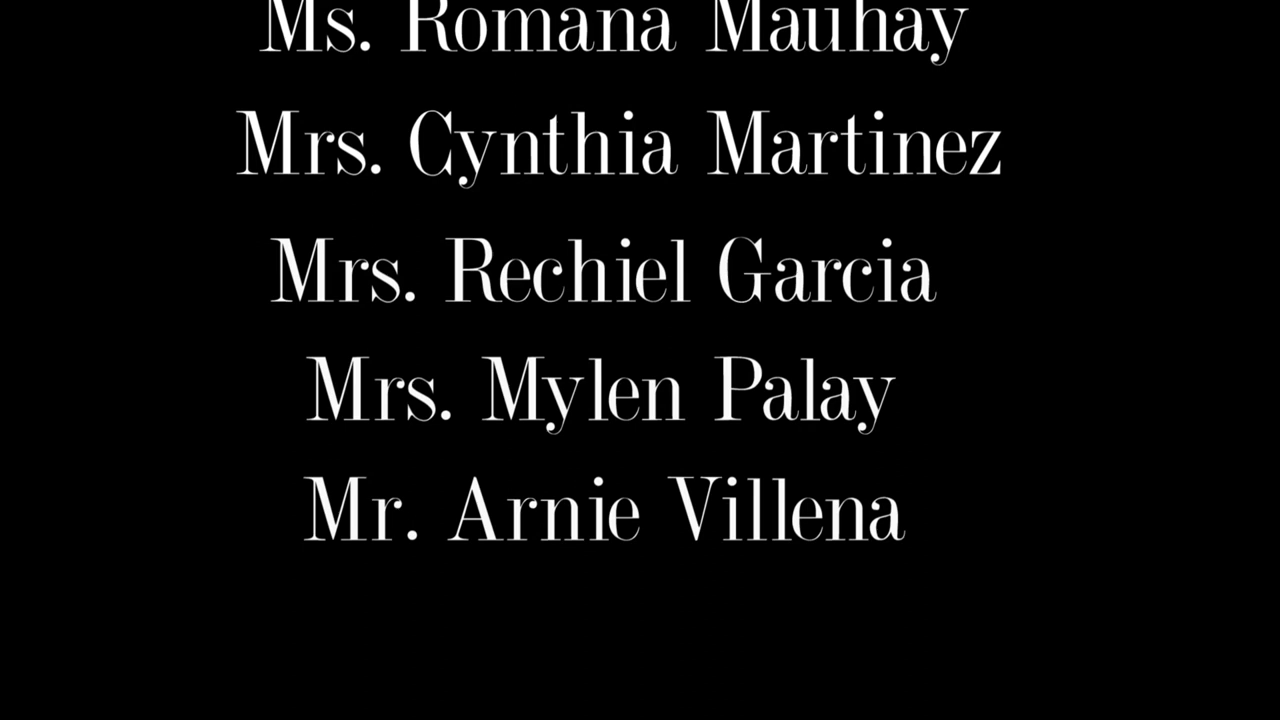 Ms. Romana Mauhay
Mrs. Cynthia Martinez
Mrs. Rechiel Garcia
Mrs. Mylen Palay
Mr. Arnie Villena